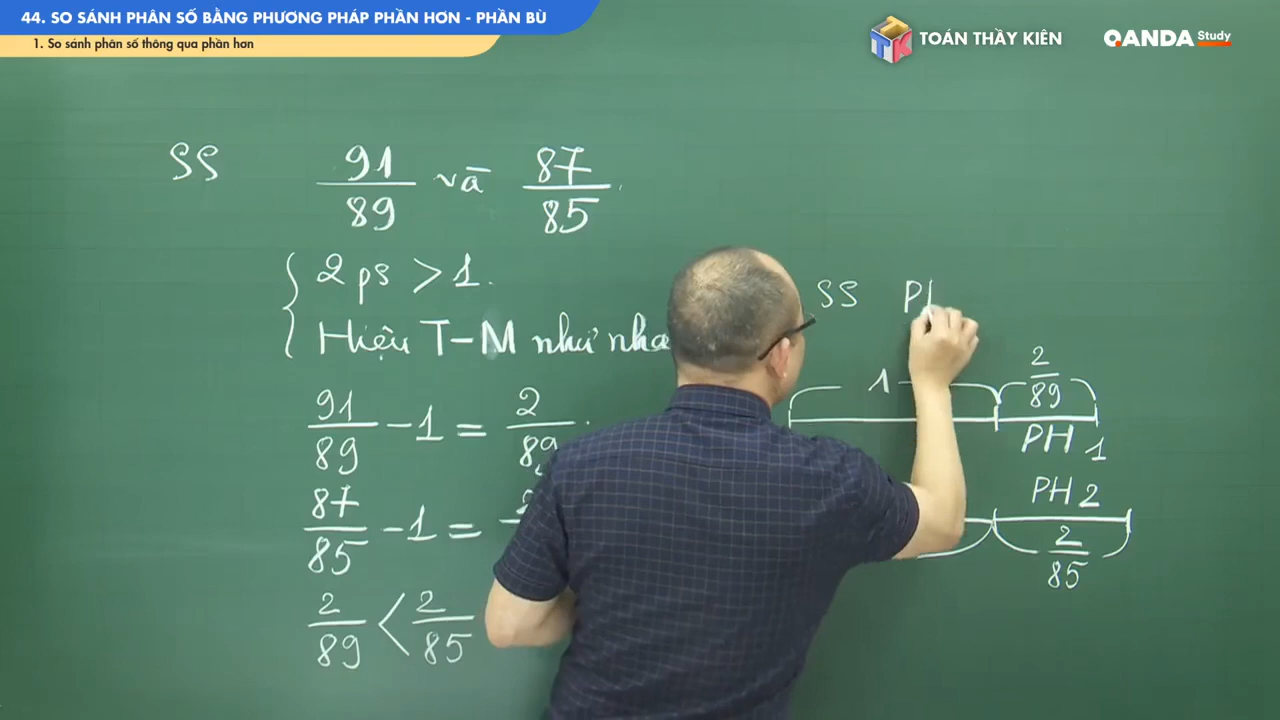 44. SO SÁNH PHÂN SỐ BẰNG PHƯƠNG PHÁP PHẦN HƠN - PHẦN BÙ
1. So sánh phân số thông qua phần hơn
TTK TOÁN THẦY KIÊN QANDA Study
SS 91/89 và 87/85
2 ps > 1.
Hiệu T-M như
91/89 - 1 = 2/89
87/85 - 1 =
2/89 < 2/85
SS PH
1 2/89
PH 1
PH 2
2/85